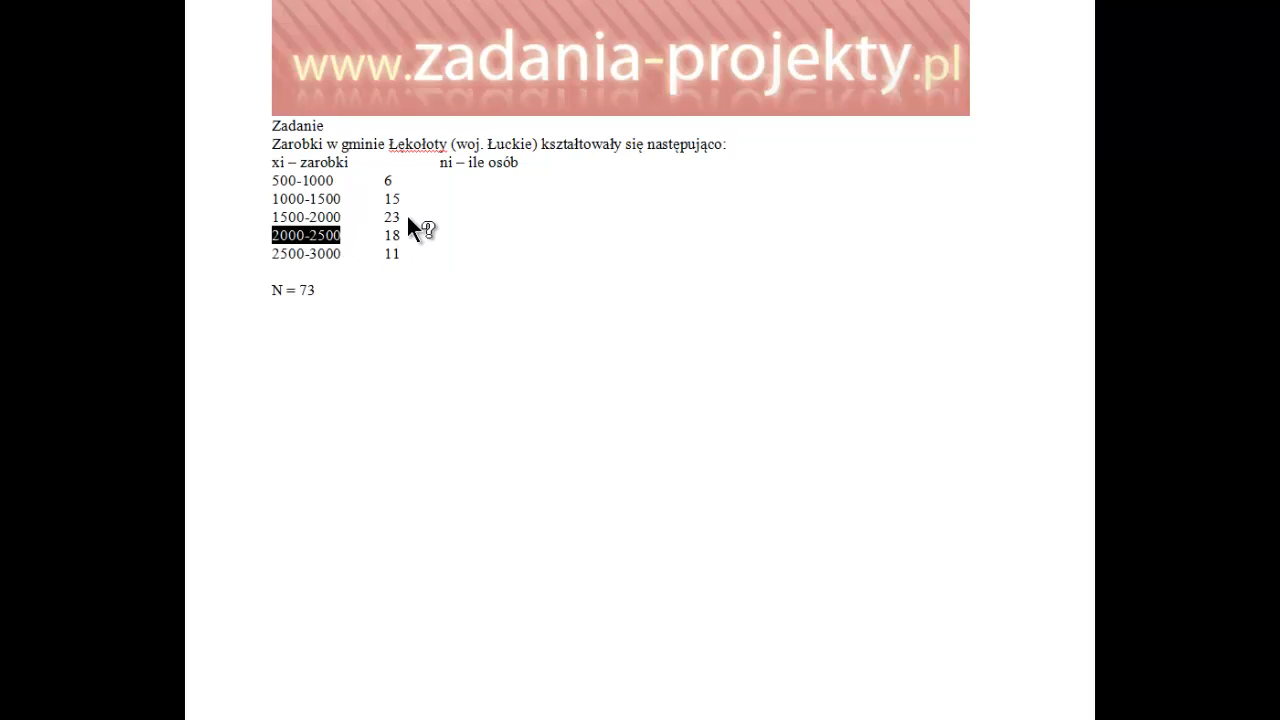 www.zadania-projekty.pl
Zadanie
Zarobki w gminie Łękołoty (woj. Łuckie) kształtowały się następująco:
xi – zarobki ni – ile osób
500-1000 6
1000-1500 15
1500-2000 23
2000-2500 18
2500-3000 11
N = 73